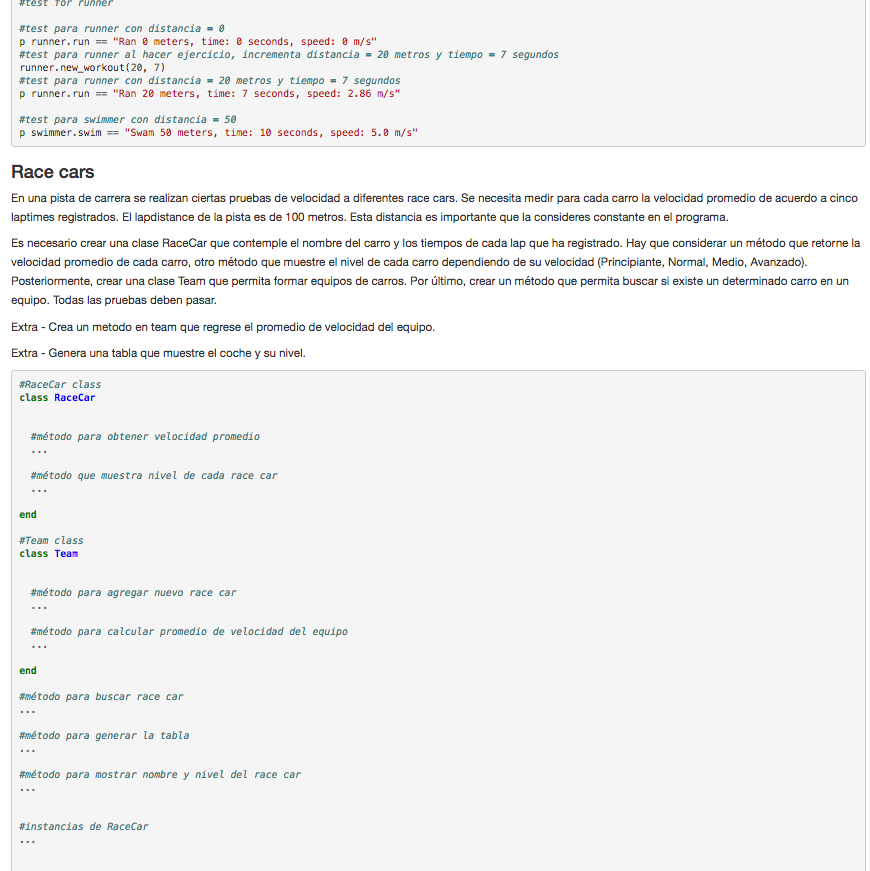 #test for runner
#test para runner con distancia = 0
p runner.run == "Ran 0 meters, time: 0 seconds, speed: 0 m/s"
#test para runner al hacer ejercicio, incrementa distancia = 20 metros y tiempo = 7 segundos
runner.new_workout(20, 7)
#test para runner con distancia = 20 metros y tiempo = 7 segundos
p runner.run == "Ran 20 meters, time: 7 seconds, speed: 2.86 m/s"
#test para swimmer con distancia = 50
p swimmer.swim == "Swam 50 meters, time: 10 seconds, speed: 5.0 m/s"
Race cars
En una pista de carrera se realizan ciertas pruebas de velocidad a diferentes race cars. Se necesita medir para cada carro la velocidad promedio de acuerdo a cinco
laptimes registrados. El lapdistance de la pista es de 100 metros. Esta distancia es importante que la consideres constante en el programa.
Es necesario crear una clase RaceCar que contemple el nombre del carro y los tiempos de cada lap que ha registrado. Hay que considerar un método que retorne la
velocidad promedio de cada carro, otro método que muestre el nivel de cada carro dependiendo de su velocidad (Principiante, Normal, Medio, Avanzado).
Posteriormente, crear una clase Team que permita formar equipos de carros. Por último, crear un método que permita buscar si existe un determinado carro en un
equipo. Todas las pruebas deben pasar.
Extra - Crea un metodo en team que regrese el promedio de velocidad del equipo.
Extra - Genera una tabla que muestre el coche y su nivel.
#RaceCar class
class RaceCar
#método para obtener velocidad promedio
...
#método que muestra nivel de cada race car
...
end
#Team class
class Team
#método para agregar nuevo race car
...
#método para calcular promedio de velocidad del equipo
...
end
#método para buscar race car
...
#método para generar la tabla
...
#método para mostrar nombre y nivel del race car
...
#instancias de RaceCar
...